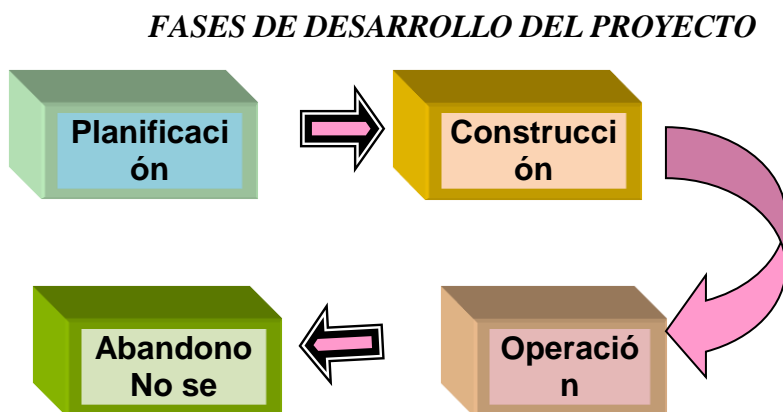 FASES DE DESARROLLO DEL PROYECTO
Planificaci
ón
Construcci
ón
Abandono
No se
Operació
n